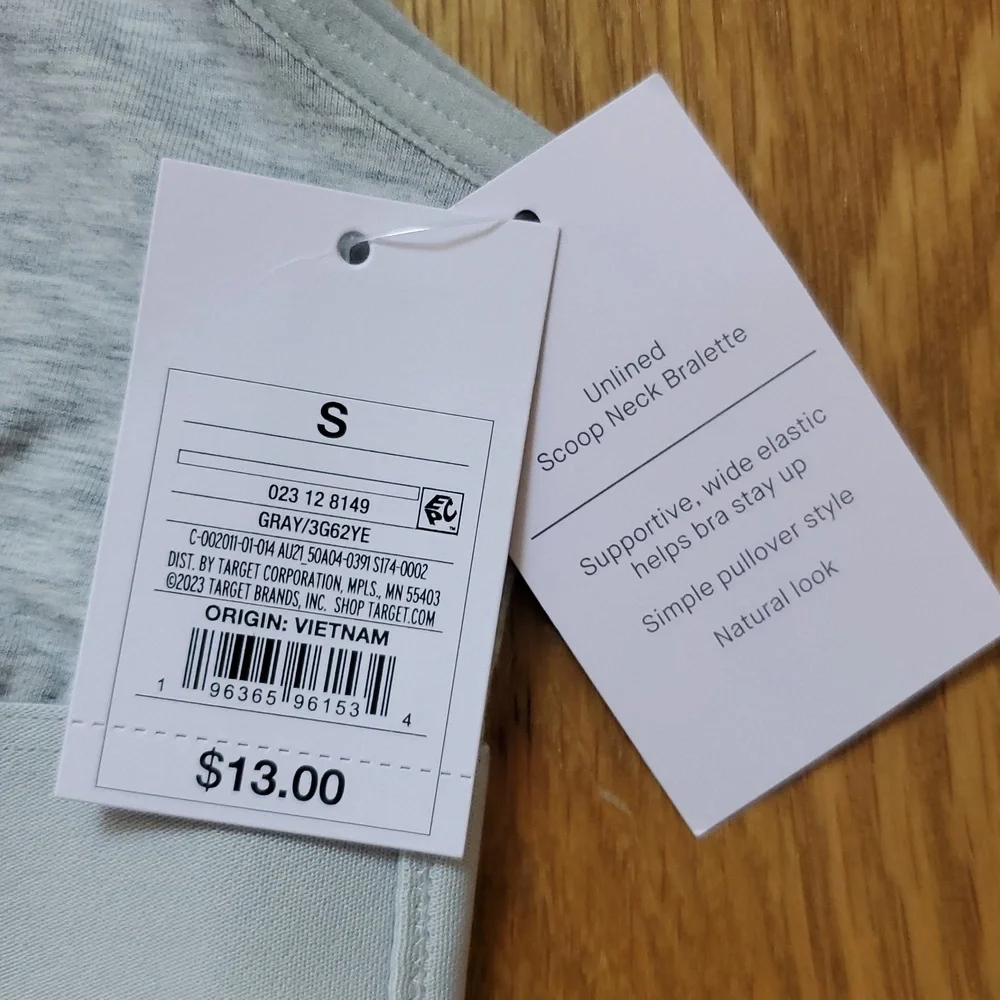 S
023 12 8149
EPC™
GRAY/3G62YE
C-002011-01-014 AU21_50A04-0391 S174-0002
DIST. BY TARGET CORPORATION, MPLS., MN 55403
©2023 TARGET BRANDS, INC. SHOP TARGET.COM
ORIGIN: VIETNAM
1 96365 96153 4
$13.00
Unlined
Scoop Neck Bralette
Supportive, wide elastic
helps bra stay up
Simple pullover style
Natural look